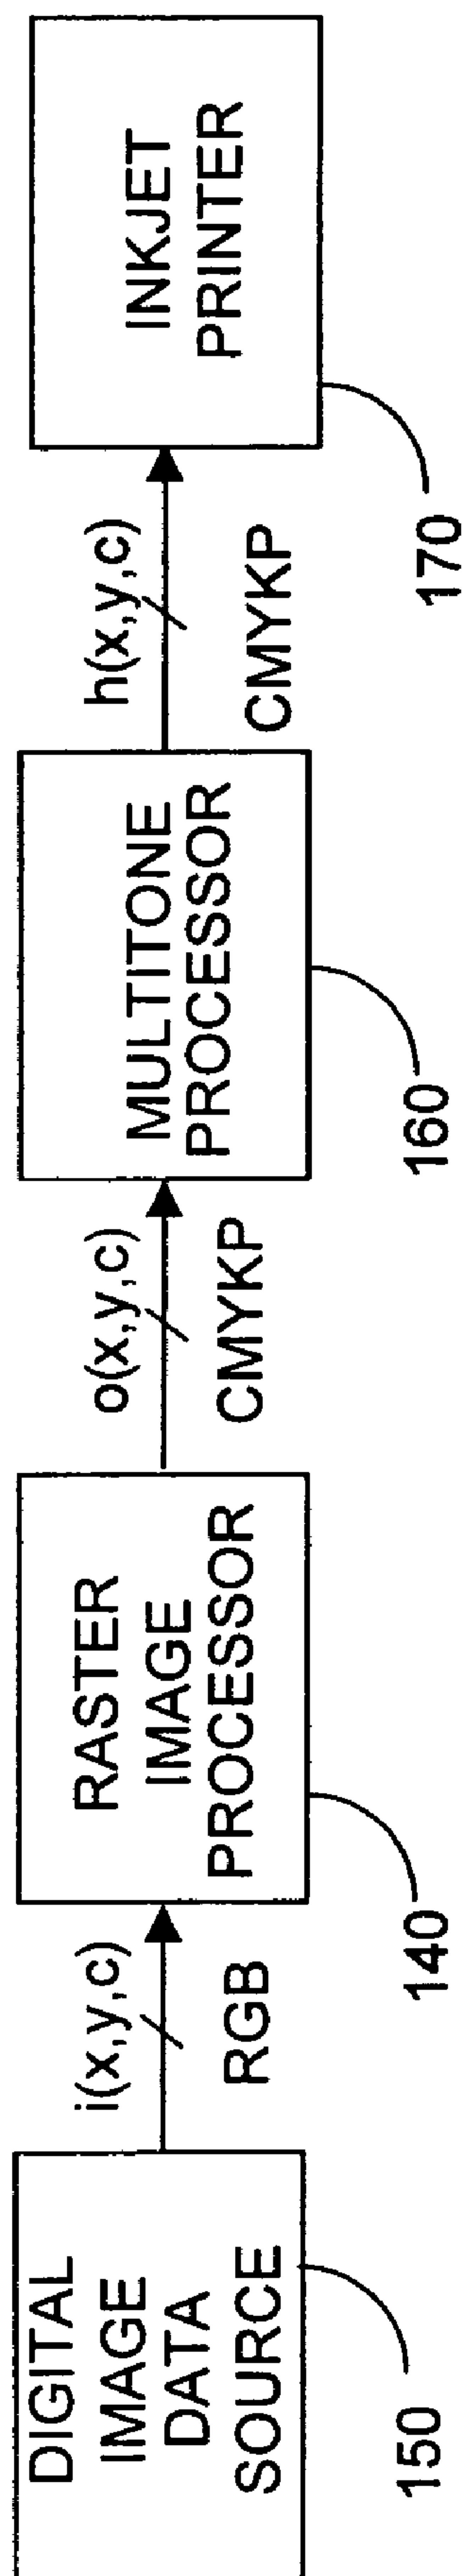 DIGITAL
IMAGE
DATA
SOURCE
150
i(x,y,c)
RGB
RASTER
IMAGE
PROCESSOR
140
o(x,y,c)
CMYKP
MULTITONE
PROCESSOR
160
h(x,y,c)
CMYKP
INKJET
PRINTER
170